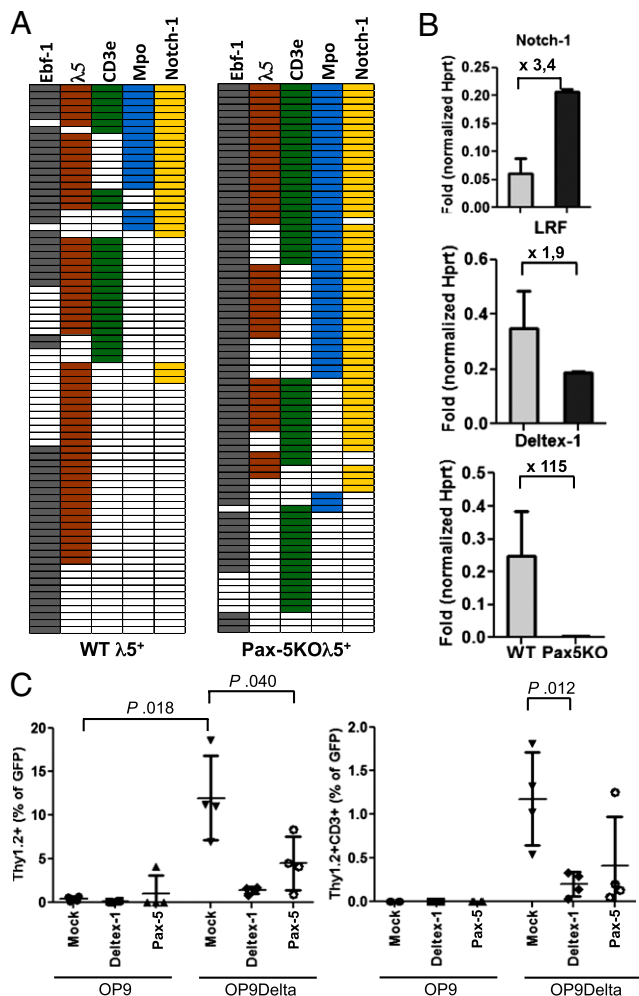 A
Ebf-1 λ5 CD3e Mpo Notch-1
Ebf-1 λ5 CD3e Mpo Notch-1
WT λ5+
Pax-5KOλ5+
B
Notch-1
x 3,4
Fold (normalized Hprt)
0.25
0.20
0.15
0.10
0.05
0.00
LRF
x 1,9
Fold (normalized Hprt)
0.6
0.4
0.2
0.0
Deltex-1
x 115
Fold (normalized Hprt)
0.5
0.4
0.3
0.2
0.1
0.0
WT Pax5KO
C
P .018
P .040
Thy1.2+ (% of GFP)
20
15
10
5
0
Mock Deltex-1 Pax-5 Mock Deltex-1 Pax-5
OP9 OP9Delta
P .012
Thy1.2+CD3+ (% of GFP)
2.0
1.5
1.0
0.5
0.0
Mock Deltex-1 Pax-5 Mock Deltex-1 Pax-5
OP9 OP9Delta